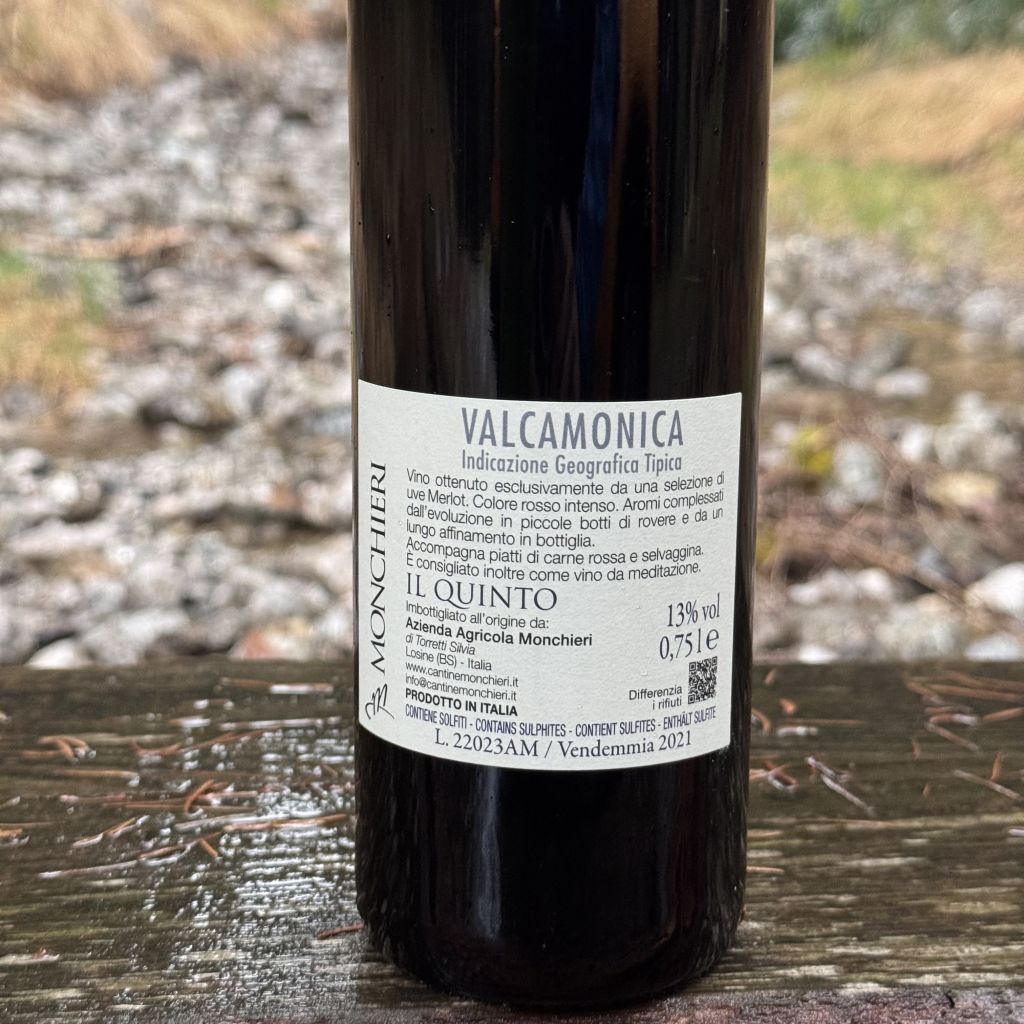 VALCAMONICA
Indicazione Geografica Tipica
Vino ottenuto esclusivamente da una selezione di
uve Merlot. Colore rosso intenso. Aromi complessati
dall'evoluzione in piccole botti di rovere e da un
lungo affinamento in bottiglia.
Accompagna piatti di carne rossa e selvaggina.
È consigliato inoltre come vino da meditazione.
IL QUINTO
Imbottigliato all'origine da:
Azienda Agricola Monchieri
di Torretti Silvia
Losine (BS) - Italia
www.cantinemonchieri.it
info@cantinemonchieri.it
PRODOTTO IN ITALIA
13% vol
0,75 l e
Differenzia
i rifiuti
CONTIENE SOLFITI - CONTAINS SULPHITES - CONTIENT SULFITES - ENTHÄLT SULFITE
L. 22023AM / Vendemmia 2021
MONCHIERI